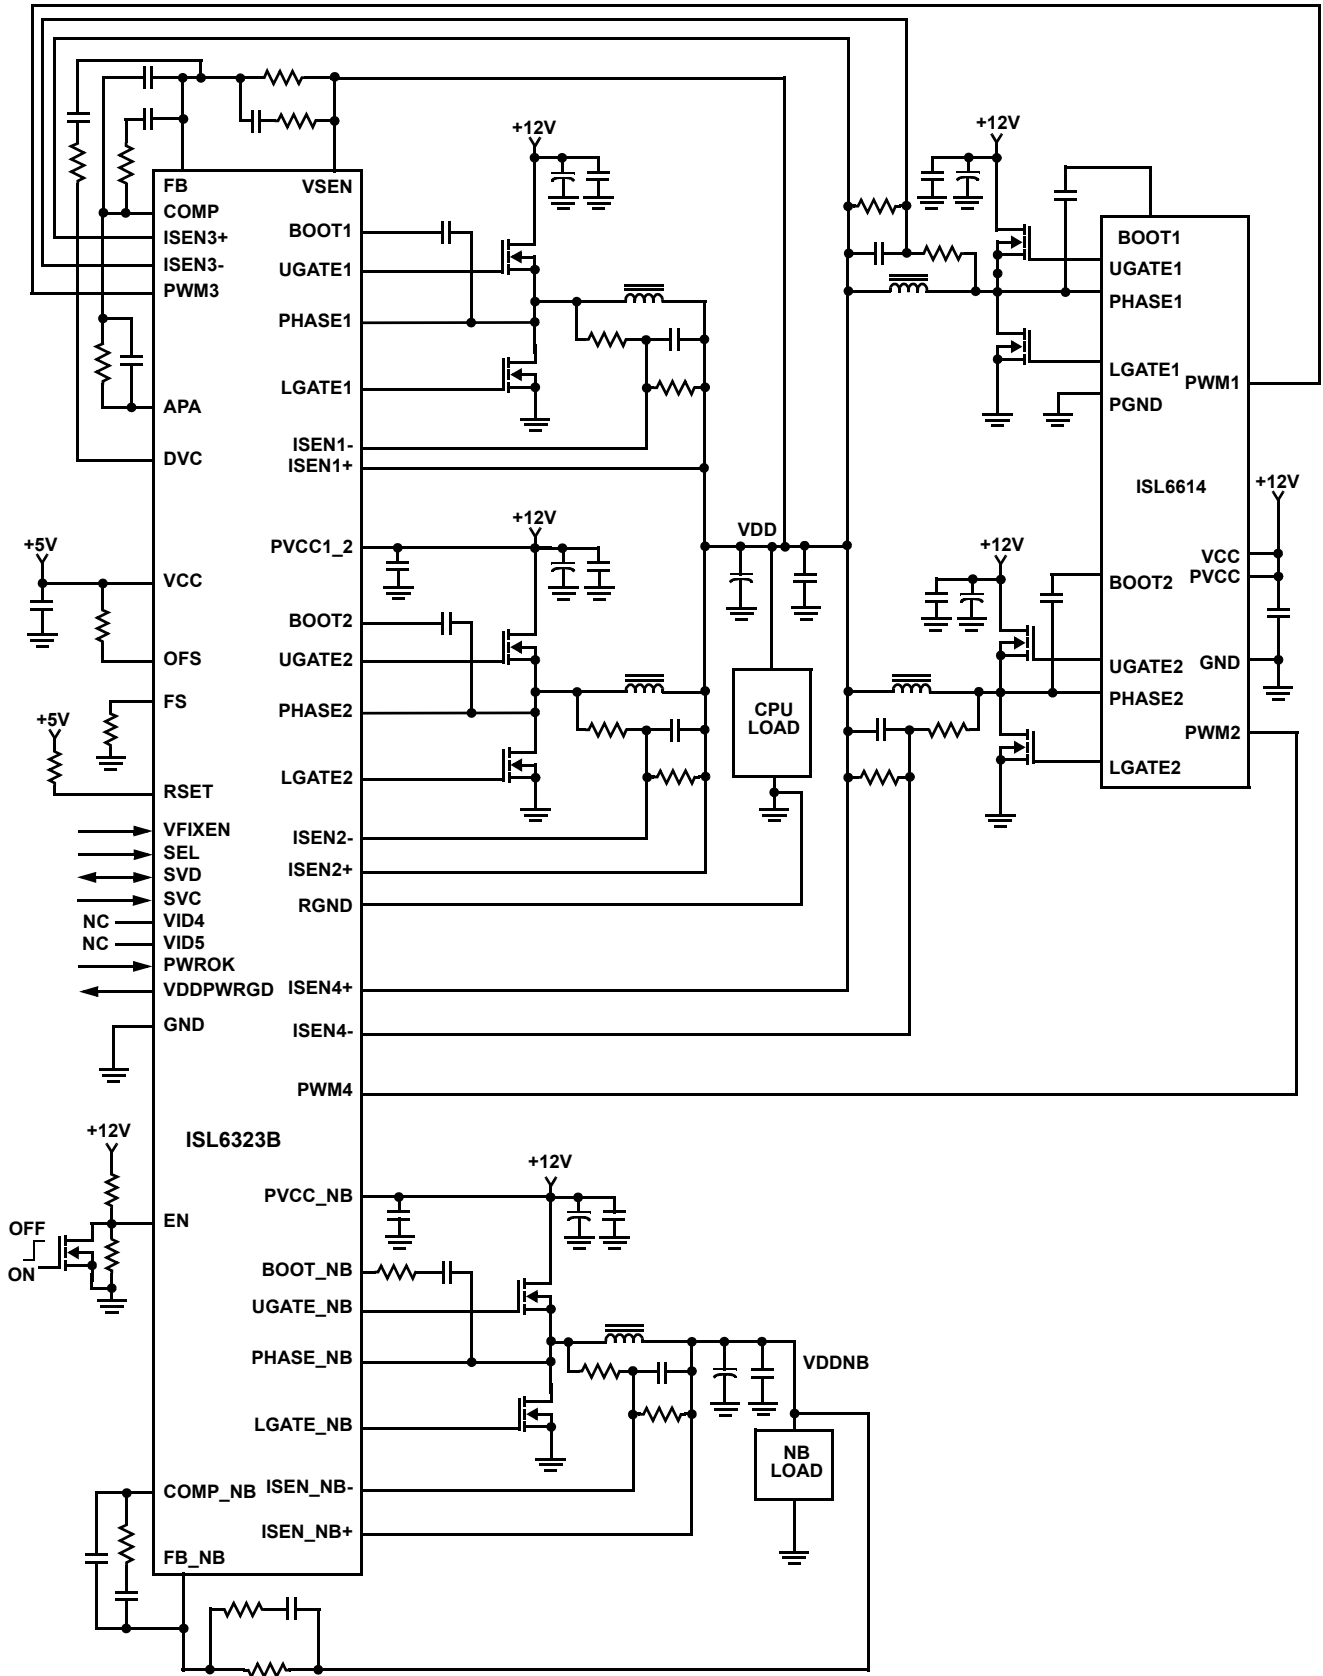 +12V
+12V
FB
VSEN
COMP
ISEN3+
ISEN3-
PWM3
BOOT1
UGATE1
PHASE1
LGATE1
APA
DVC
ISEN1-
ISEN1+
BOOT1
UGATE1
PHASE1
LGATE1
PWM1
PGND
ISL6614
+12V
+12V
PVCC1_2
VDD
+5V
VCC
+12V
VCC
PVCC
BOOT2
BOOT2
UGATE2
OFS
UGATE2
GND
FS
PHASE2
PHASE2
CPU
LOAD
+5V
PWM2
LGATE2
LGATE2
RSET
VFIXEN
SEL
SVD
SVC
NC
VID4
NC
VID5
PWROK
VDDPWRGD
GND
ISEN2-
ISEN2+
RGND
ISEN4+
ISEN4-
PWM4
ISL6323B
+12V
+12V
PVCC_NB
EN
OFF
ON
BOOT_NB
UGATE_NB
PHASE_NB
VDDNB
LGATE_NB
NB
LOAD
COMP_NB
ISEN_NB-
ISEN_NB+
FB_NB